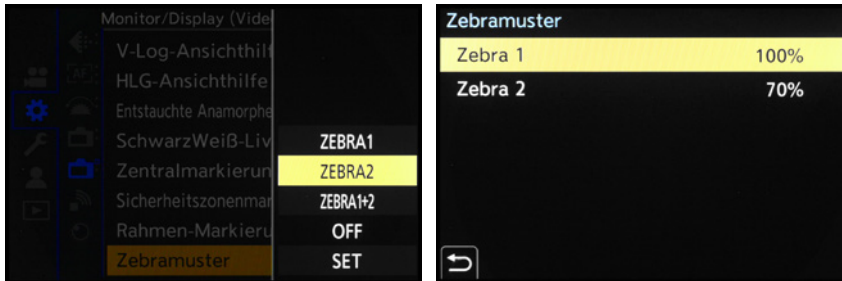 Monitor/Display (Vide
V-Log-Ansichthilf
HLG-Ansichthilfe
Entstauchte Anamorphe
SchwarzWeiß-Liv
Zentralmarkierun
Sicherheitszonenmar
Rahmen-Markieru
Zebramuster
ZEBRA1
ZEBRA2
ZEBRA1+2
OFF
SET
Zebramuster
Zebra 1 100%
Zebra 2 70%